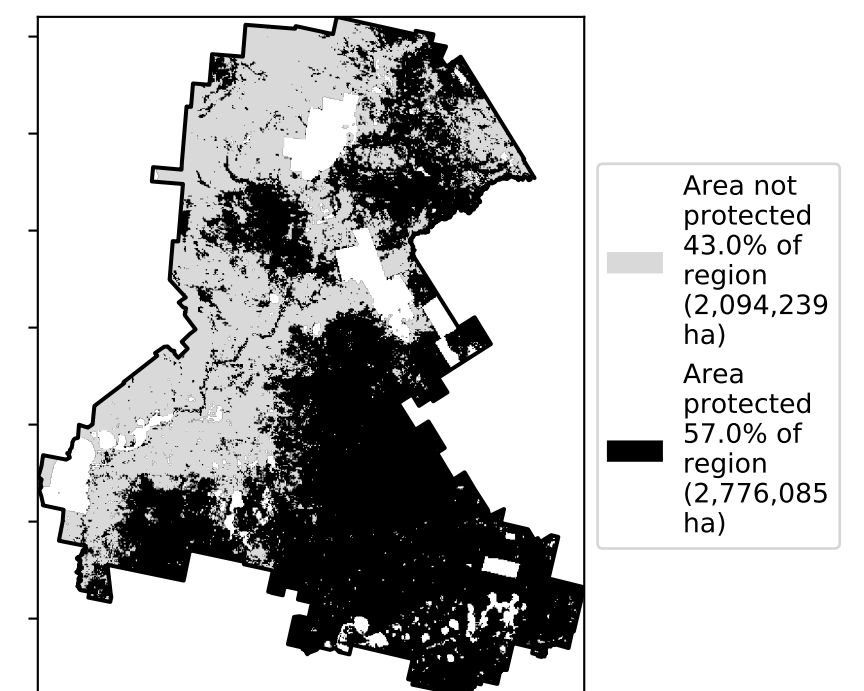 Area not
protected
43.0% of
region
(2,094,239
ha)
Area
protected
57.0% of
region
(2,776,085
ha)